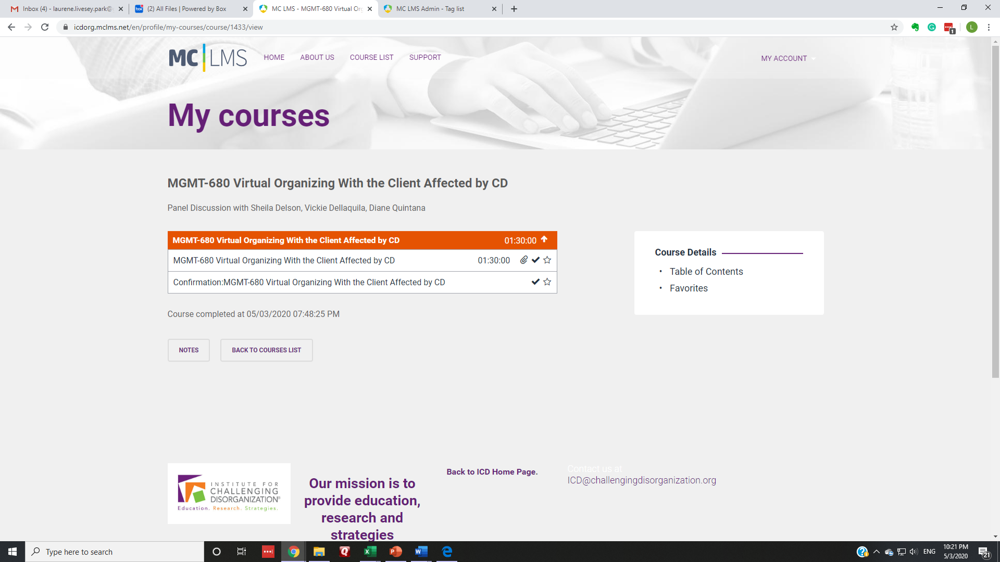 Inbox (4) - laurene.livesey.park@
(2) All Files | Powered by Box
MC LMS - MGMT-680 Virtual Org
MC LMS Admin - Tag list
icdorg.mclms.net/en/profile/my-courses/course/1433/view
1
L
MC LMS
HOME
ABOUT US
COURSE LIST
SUPPORT
MY ACCOUNT
My courses
MGMT-680 Virtual Organizing With the Client Affected by CD
Panel Discussion with Sheila Delson, Vickie Dellaquila, Diane Quintana
MGMT-680 Virtual Organizing With the Client Affected by CD 01:30:00
MGMT-680 Virtual Organizing With the Client Affected by CD 01:30:00
Confirmation:MGMT-680 Virtual Organizing With the Client Affected by CD
Course Details
• Table of Contents
• Favorites
Course completed at 05/03/2020 07:48:25 PM
NOTES
BACK TO COURSES LIST
INSTITUTE FOR
CHALLENGING
DISORGANIZATION®
Education. Research. Strategies.
Our mission is to
provide education,
research and
strategies
Back to ICD Home Page.
Contact us at
ICD@challengingdisorganization.org
Type here to search
ENG
10:21 PM
5/3/2020
21